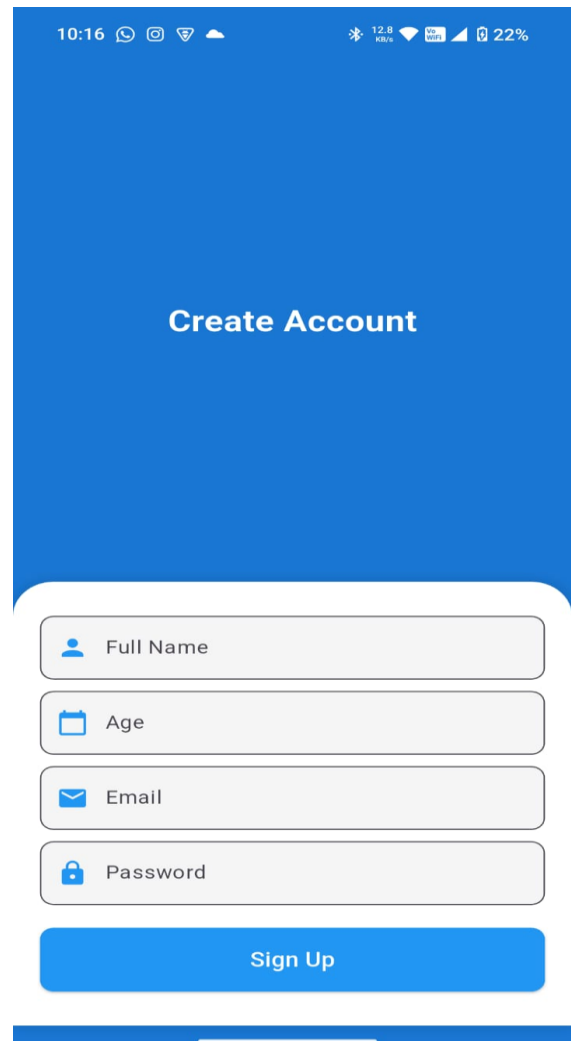 10:16 12.8 KB/s Vo WiFi 22%
Create Account
Full Name
Age
Email
Password
Sign Up